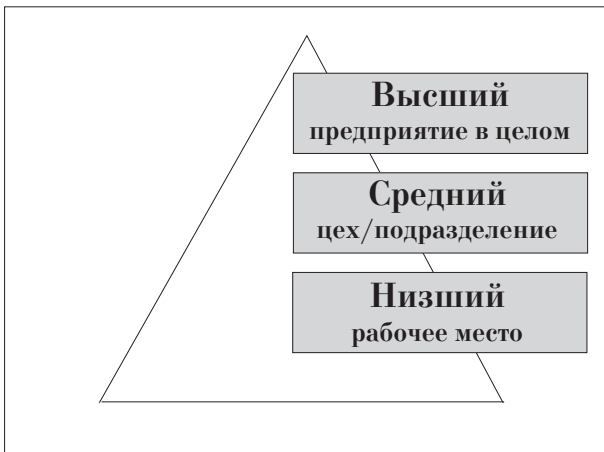 Высший
предприятие в целом
Средний
цех/подразделение
Низший
рабочее место